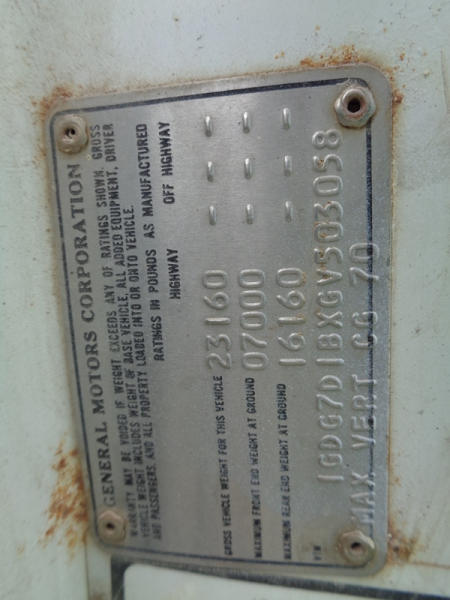 GENERAL MOTORS CORPORATION
WARRANTY MAY BE VOIDED IF WEIGHT EXCEEDS ANY OF RATINGS SHOWN. GROSS
VEHICLE WEIGHT INCLUDES WEIGHT OF BASE VEHICLE, ALL ADDED EQUIPMENT, DRIVER
AND PASSENGERS, AND ALL PROPERTY LOADED INTO OR ONTO VEHICLE.
RATINGS IN POUNDS AS MANUFACTURED
HIGHWAY OFF HIGHWAY
GROSS VEHICLE WEIGHT FOR THIS VEHICLE 23160 - - -
MAXIMUM FRONT END WEIGHT AT GROUND 07000 - - -
MAXIMUM REAR END WEIGHT AT GROUND 16160 - - -
VIN 1GDG7D1BXGV503058
MAX VERT CG 70